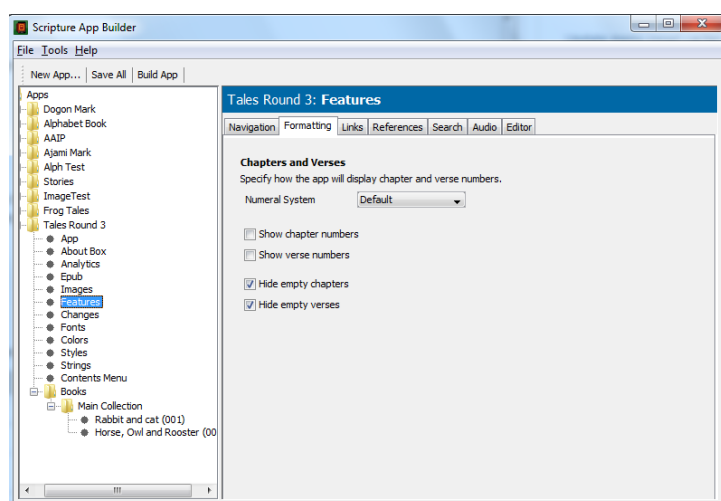 Scripture App Builder
File Tools Help
New App... Save All Build App
Apps
Dogon Mark
Alphabet Book
AAIP
Ajami Mark
Alph Test
Stories
ImageTest
Frog Tales
Tales Round 3
App
About Box
Analytics
Epub
Images
Features
Changes
Fonts
Colors
Styles
Strings
Contents Menu
Books
Main Collection
Rabbit and cat (001)
Horse, Owl and Rooster (00
Tales Round 3: Features
Navigation Formatting Links References Search Audio Editor
Chapters and Verses
Specify how the app will display chapter and verse numbers.
Numeral System Default
Show chapter numbers
Show verse numbers
Hide empty chapters
Hide empty verses